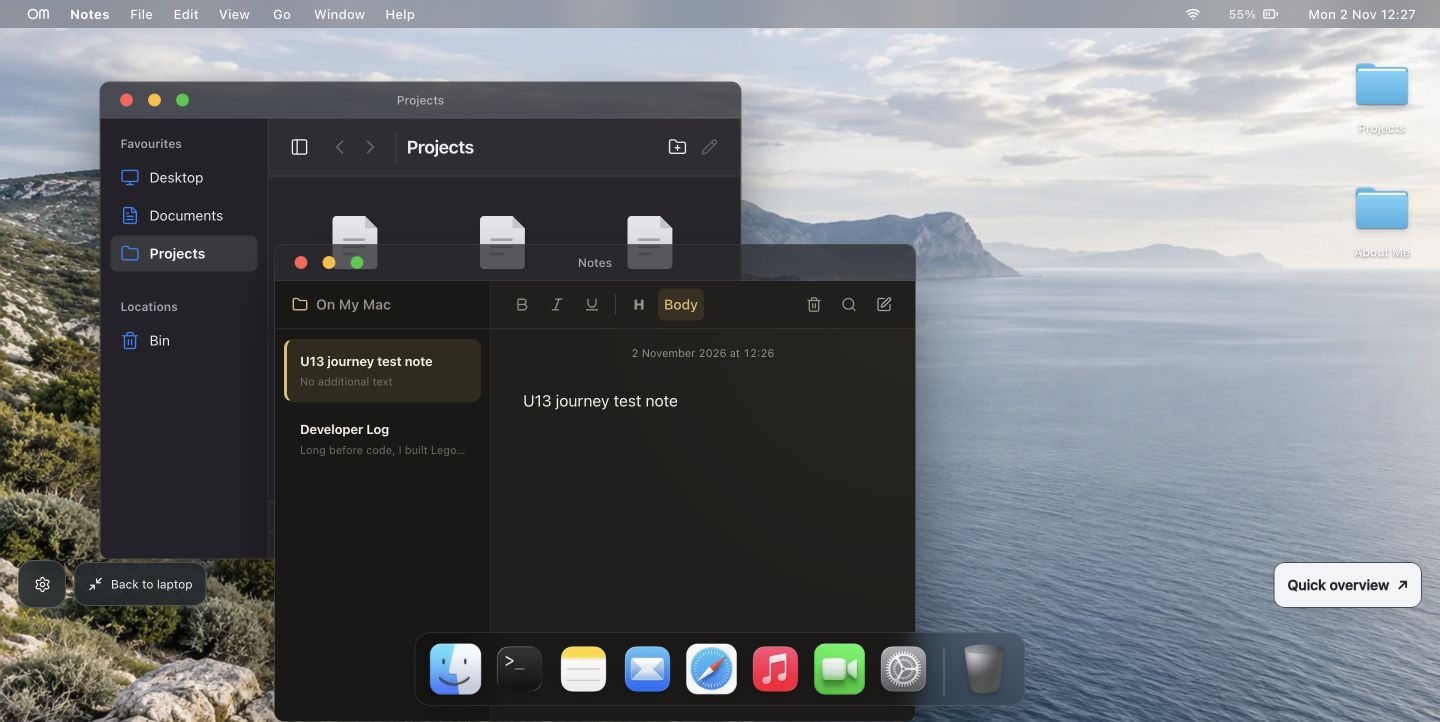 OM Notes File Edit View Go Window Help 55% Mon 2 Nov 12:27
Projects
Favourites
Desktop
Documents
Projects
Locations
Bin
Projects
Notes
On My Mac
B I U H Body
U13 journey test note
No additional text
Developer Log
Long before code, I built Lego…
2 November 2026 at 12:26
U13 journey test note
Projects
About Me
Back to laptop
Quick overview
>_